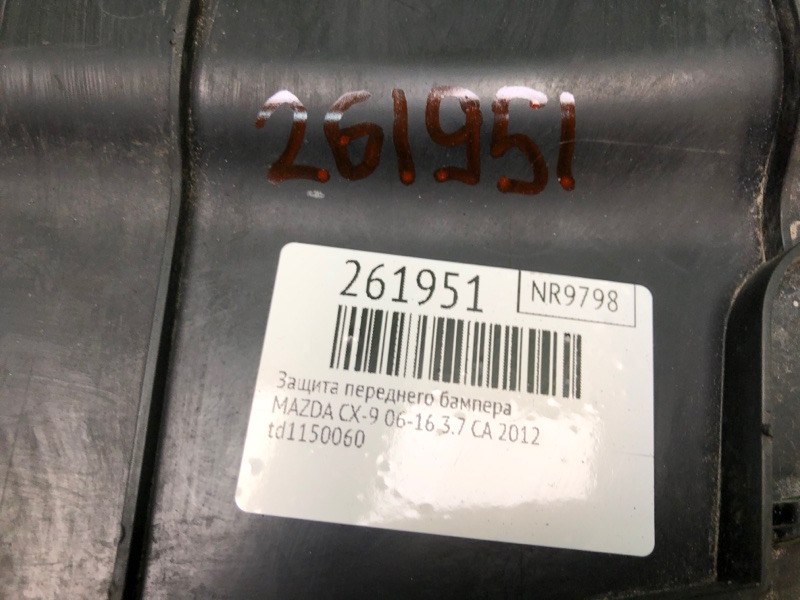 261951
261951 NR9798
Защита переднего бампера
MAZDA CX-9 06-16 3.7 CA 2012
td1150060